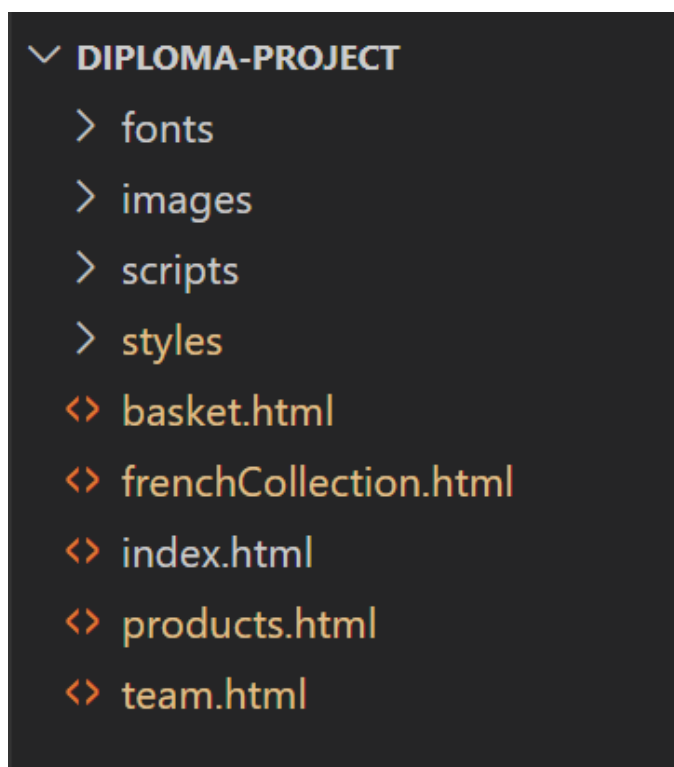 DIPLOMA-PROJECT
fonts
images
scripts
styles
basket.html
frenchCollection.html
index.html
products.html
team.html